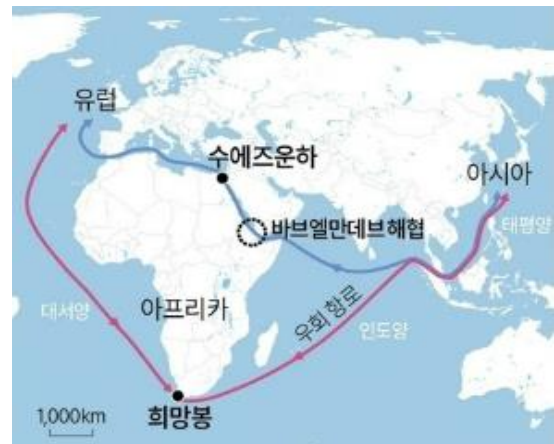 유럽
수에즈운하
아시아
태평양
바브엘만데브해협
대서양
아프리카
우회 항로
인도양
희망봉
1,000km